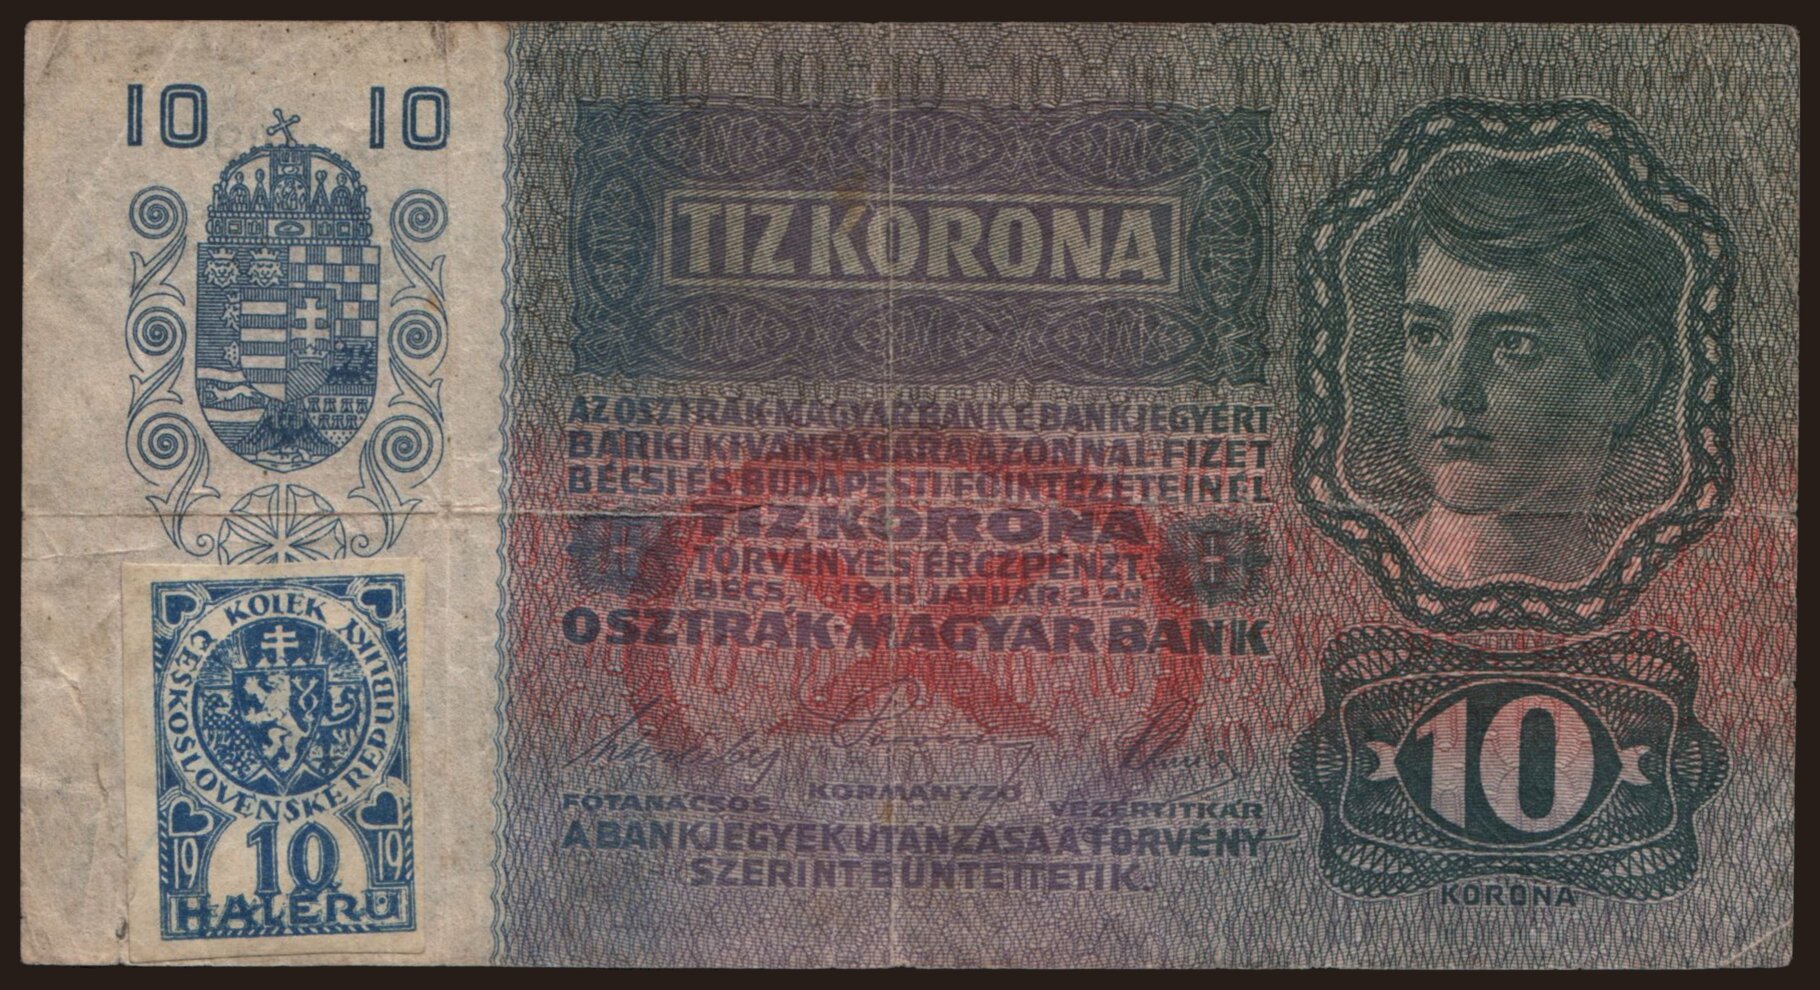 10 10
TIZ KORONA
AZ OSZTRÁK-MAGYAR BANK E BANKJEGYÉRT
BÁRKI KIVÁNSÁGÁRA AZONNAL FIZET
BÉCSI ÉS BUDAPESTI FŐINTÉZETEINÉL
TIZ KORONA
TÖRVÉNYES ÉRCZPÉNZT.
BÉCS, 1915 JANUÁR 2.ÁN
OSZTRÁK-MAGYAR BANK
FŐTANÁCSOS KORMÁNYZÓ VEZÉRTITKÁR
A BANKJEGYEK UTÁNZÁSA A TÖRVÉNY
SZERINT BÜNTETTETIK.
10
KORONA
KOLEK
ČESKOSLOVENSKÉ REPUBLIKY
19 10 19
HALÉŘŮ